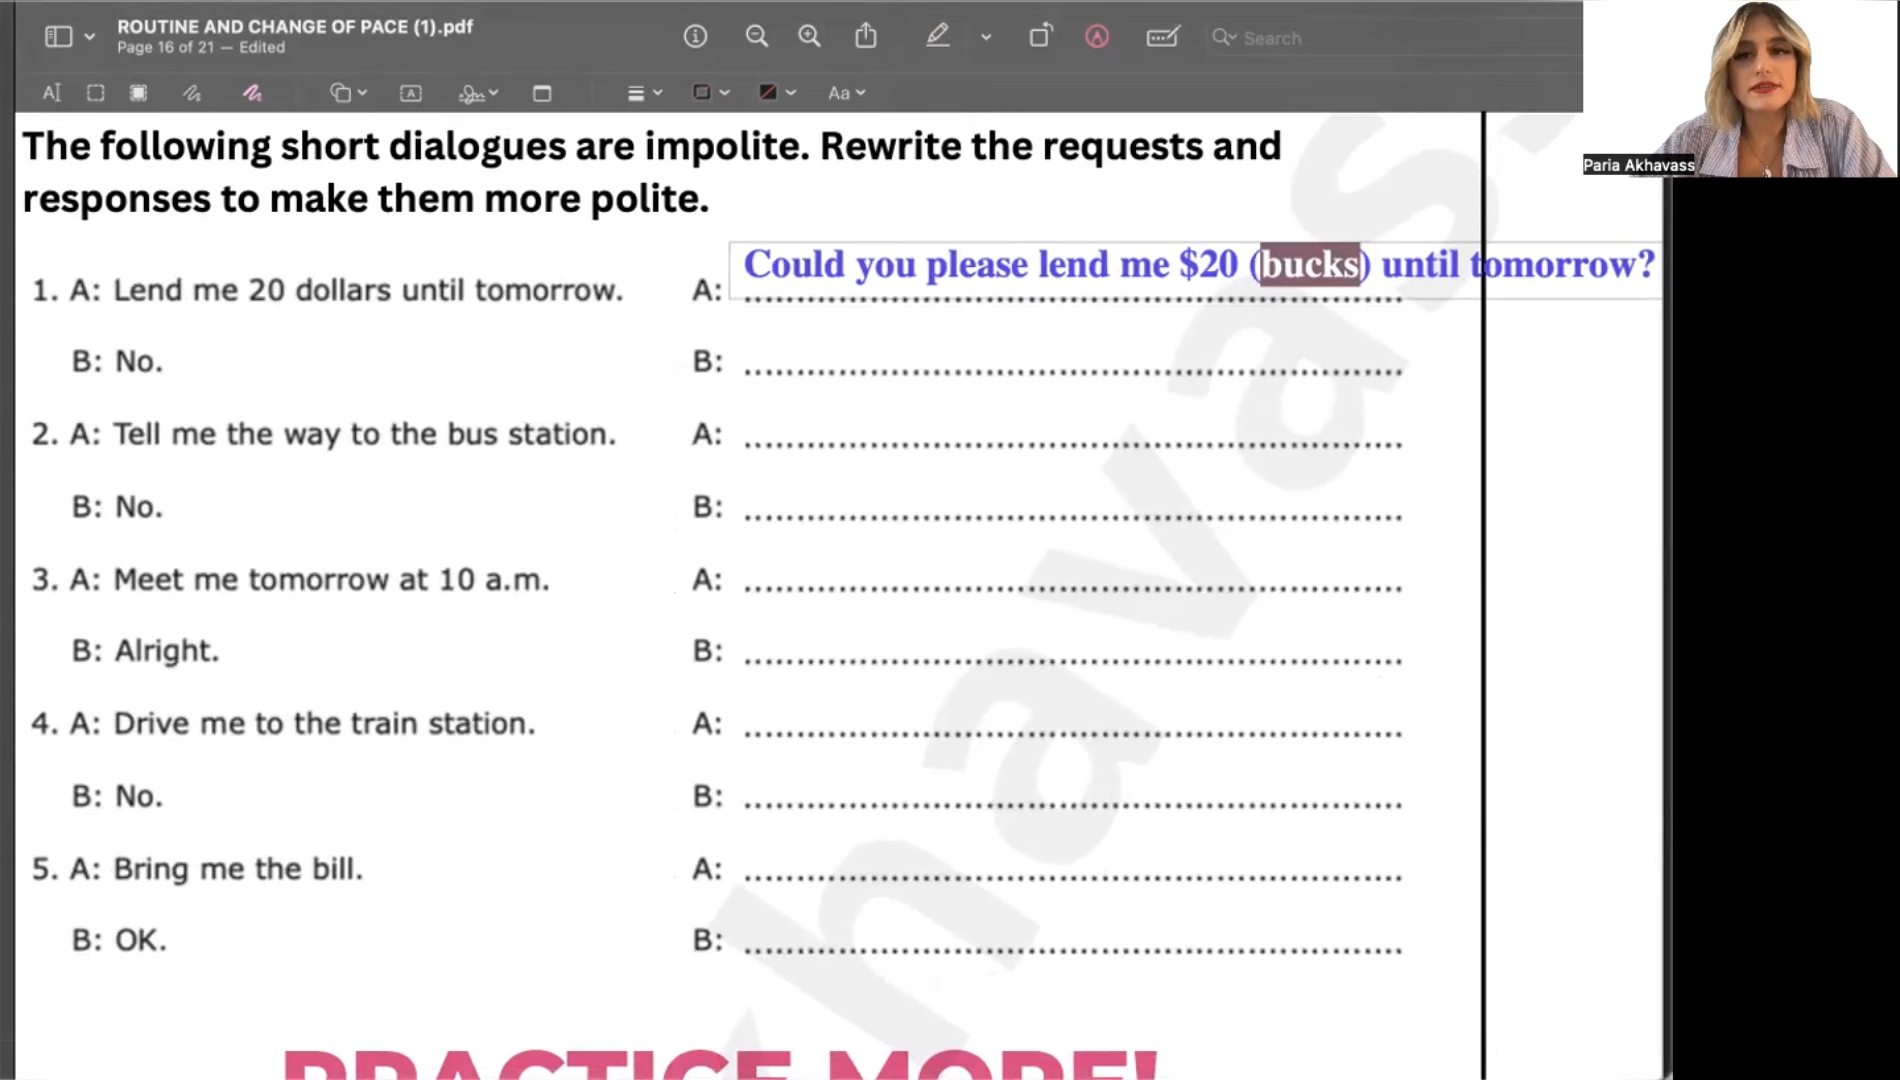 ROUTINE AND CHANGE OF PACE (1).pdf
Page 16 of 21 — Edited
Search
Aa
Paria Akhavass
The following short dialogues are impolite. Rewrite the requests and
responses to make them more polite.
Could you please lend me $20 (bucks) until tomorrow?
1. A: Lend me 20 dollars until tomorrow. A: ........................
B: No. B: ........................
2. A: Tell me the way to the bus station. A: ........................
B: No. B: ........................
3. A: Meet me tomorrow at 10 a.m. A: ........................
B: Alright. B: ........................
4. A: Drive me to the train station. A: ........................
B: No. B: ........................
5. A: Bring me the bill. A: ........................
B: OK. B: ........................
PRACTICE MORE!